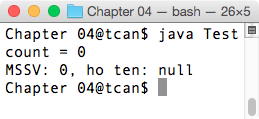 Chapter 04 — bash — 26×5
Chapter 04@tcan$ java Test
count = 0
MSSV: 0, ho ten: null
Chapter 04@tcan$